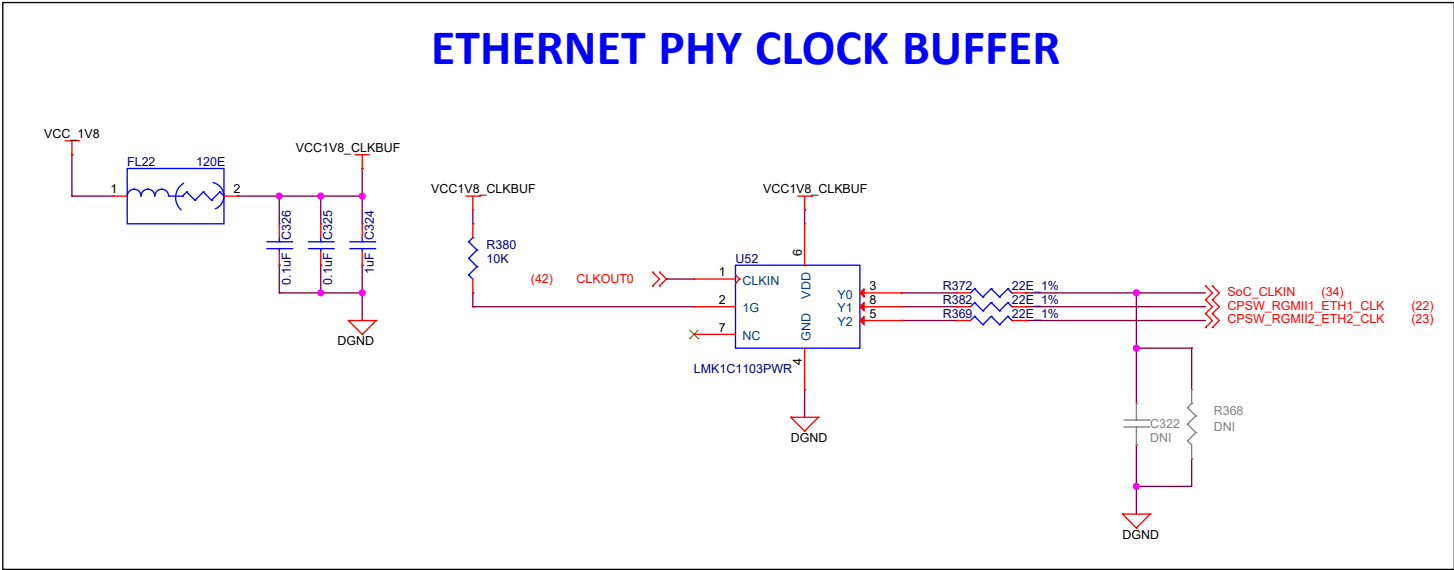 ETHERNET PHY CLOCK BUFFER
VCC_1V8
FL22 120E
1 2
VCC1V8_CLKBUF
C326
0.1uF
C325
0.1uF
C324
1uF
DGND
VCC1V8_CLKBUF
R380
10K
(42) CLKOUT0
VCC1V8_CLKBUF
6
U52
1 CLKIN
2 1G
7 NC
VDD
GND
Y0 3
Y1 8
Y2 5
4
LMK1C1103PWR
DGND
R372 22E_1%
R382 22E_1%
R369 22E_1%
SoC_CLKIN (34)
CPSW_RGMII1_ETH1_CLK (22)
CPSW_RGMII2_ETH2_CLK (23)
C322
DNI
R368
DNI
DGND